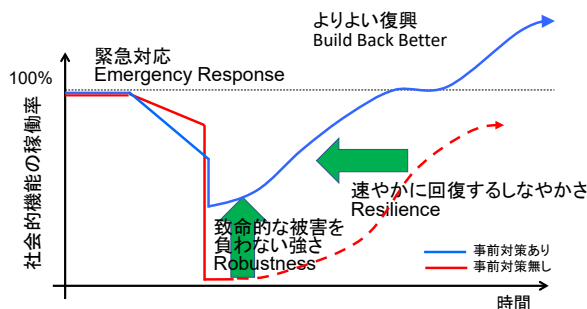 よりよい復興
Build Back Better
緊急対応
Emergency Response
100%
社会的機能の稼働率
速やかに回復するしなやかさ
Resilience
致命的な被害を
負わない強さ
Robustness
事前対策あり
事前対策無し
時間